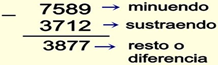 − 7589 → minuendo
3712 → sustraendo
3877 → resto o
diferencia